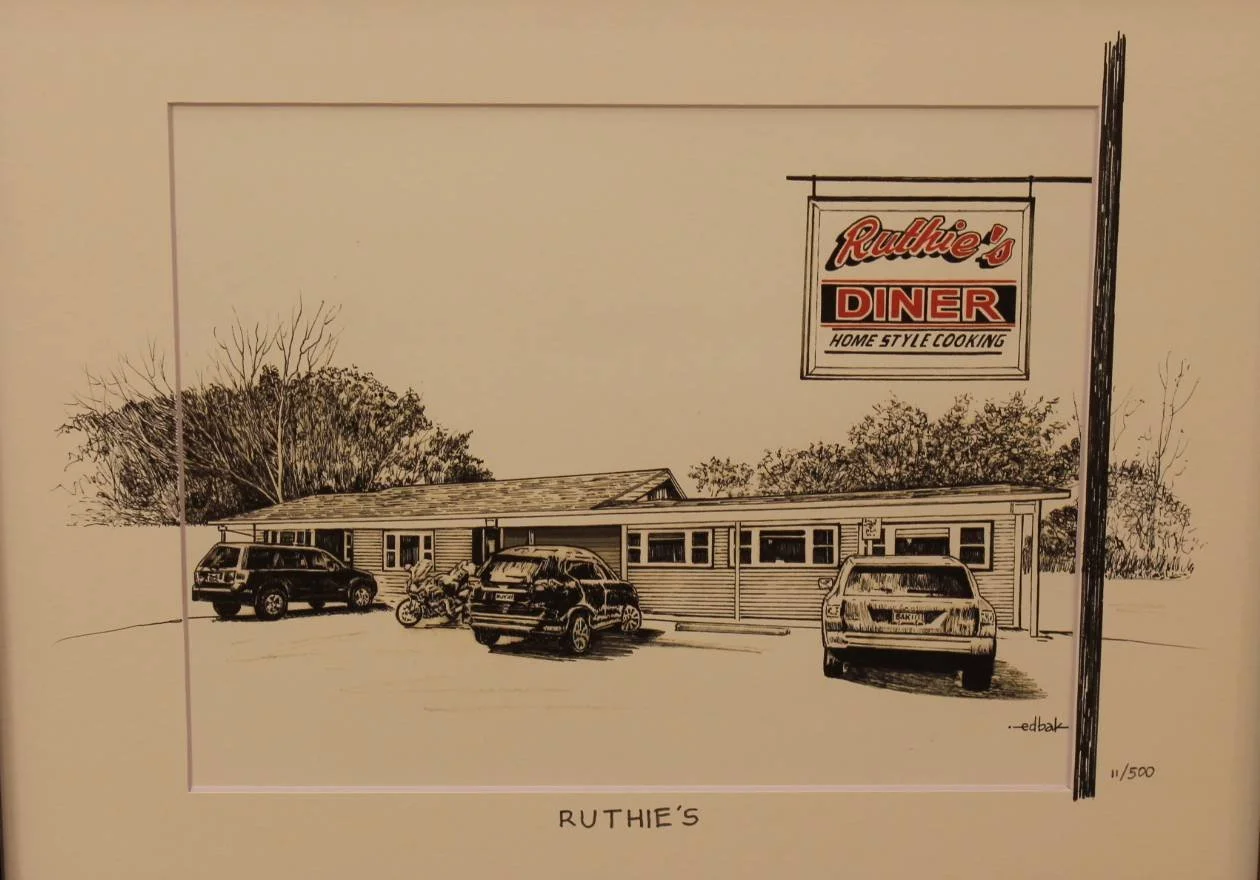 Ruthie's
DINER
HOME STYLE COOKING
edbak
11/500
RUTHIE'S